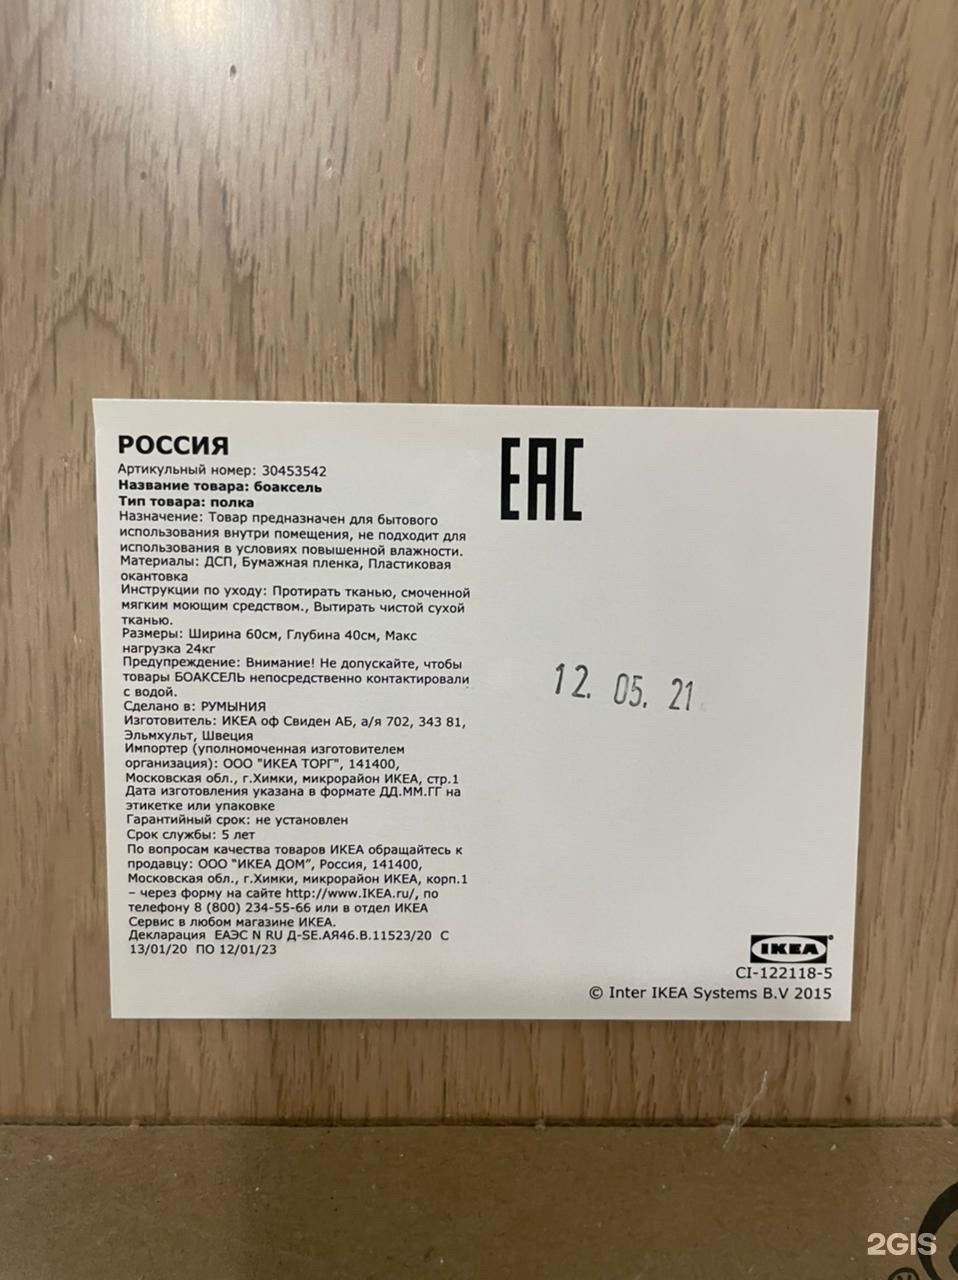 РОССИЯ
Артикульный номер: 30453542
Название товара: боаксель
Тип товара: полка
Назначение: Товар предназначен для бытового
использования внутри помещения, не подходит для
использования в условиях повышенной влажности.
Материалы: ДСП, Бумажная пленка, Пластиковая
окантовка
Инструкции по уходу: Протирать тканью, смоченной
мягким моющим средством., Вытирать чистой сухой
тканью.
Размеры: Ширина 60см, Глубина 40см, Макс
нагрузка 24кг
Предупреждение: Внимание! Не допускайте, чтобы
товары БОАКСЕЛЬ непосредственно контактировали
с водой.
Сделано в: РУМЫНИЯ
Изготовитель: ИКЕА оф Свиден АБ, а/я 702, 343 81,
Эльмхульт, Швеция
Импортер (уполномоченная изготовителем
организация): ООО "ИКЕА ТОРГ", 141400,
Московская обл., г.Химки, микрорайон ИКЕА, стр.1
Дата изготовления указана в формате ДД.ММ.ГГ на
этикетке или упаковке
Гарантийный срок: не установлен
Срок службы: 5 лет
По вопросам качества товаров ИКЕА обращайтесь к
продавцу: ООО "ИКЕА ДОМ", Россия, 141400,
Московская обл., г.Химки, микрорайон ИКЕА, корп.1
– через форму на сайте http://www.IKEA.ru/, по
телефону 8 (800) 234-55-66 или в отдел ИКЕА
Сервис в любом магазине ИКЕА.
Декларация ЕАЭС N RU Д-SE.АЯ46.В.11523/20 С
13/01/20 ПО 12/01/23
EAC
12. 05. 21
IKEA
CI-122118-5
© Inter IKEA Systems B.V 2015
2GIS